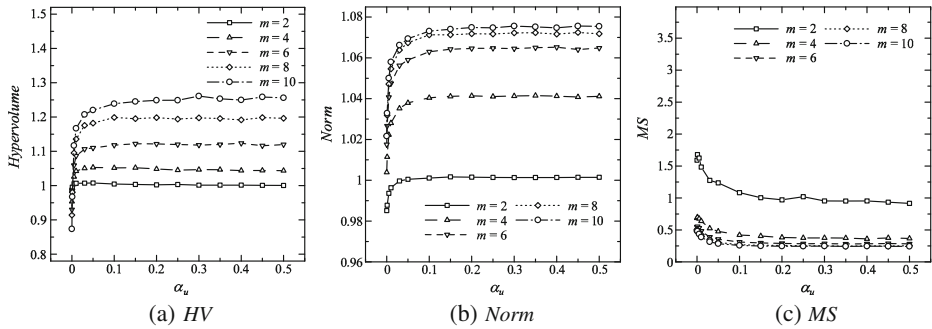 Hypervolume
1.5
1.4
1.3
1.2
1.1
1
0.9
0.8
m = 2
m = 4
m = 6
m = 8
m = 10
0 0.1 0.2 0.3 0.4 0.5
αu
(a) HV
Norm
1.08
1.06
1.04
1.02
1.00
0.98
0.96
m = 2 m = 8
m = 4 m = 10
m = 6
0 0.1 0.2 0.3 0.4 0.5
αu
(b) Norm
MS
3.5
3
2.5
2
1.5
1
0.5
0
m = 2 m = 8
m = 4 m = 10
m = 6
0 0.1 0.2 0.3 0.4 0.5
αu
(c) MS